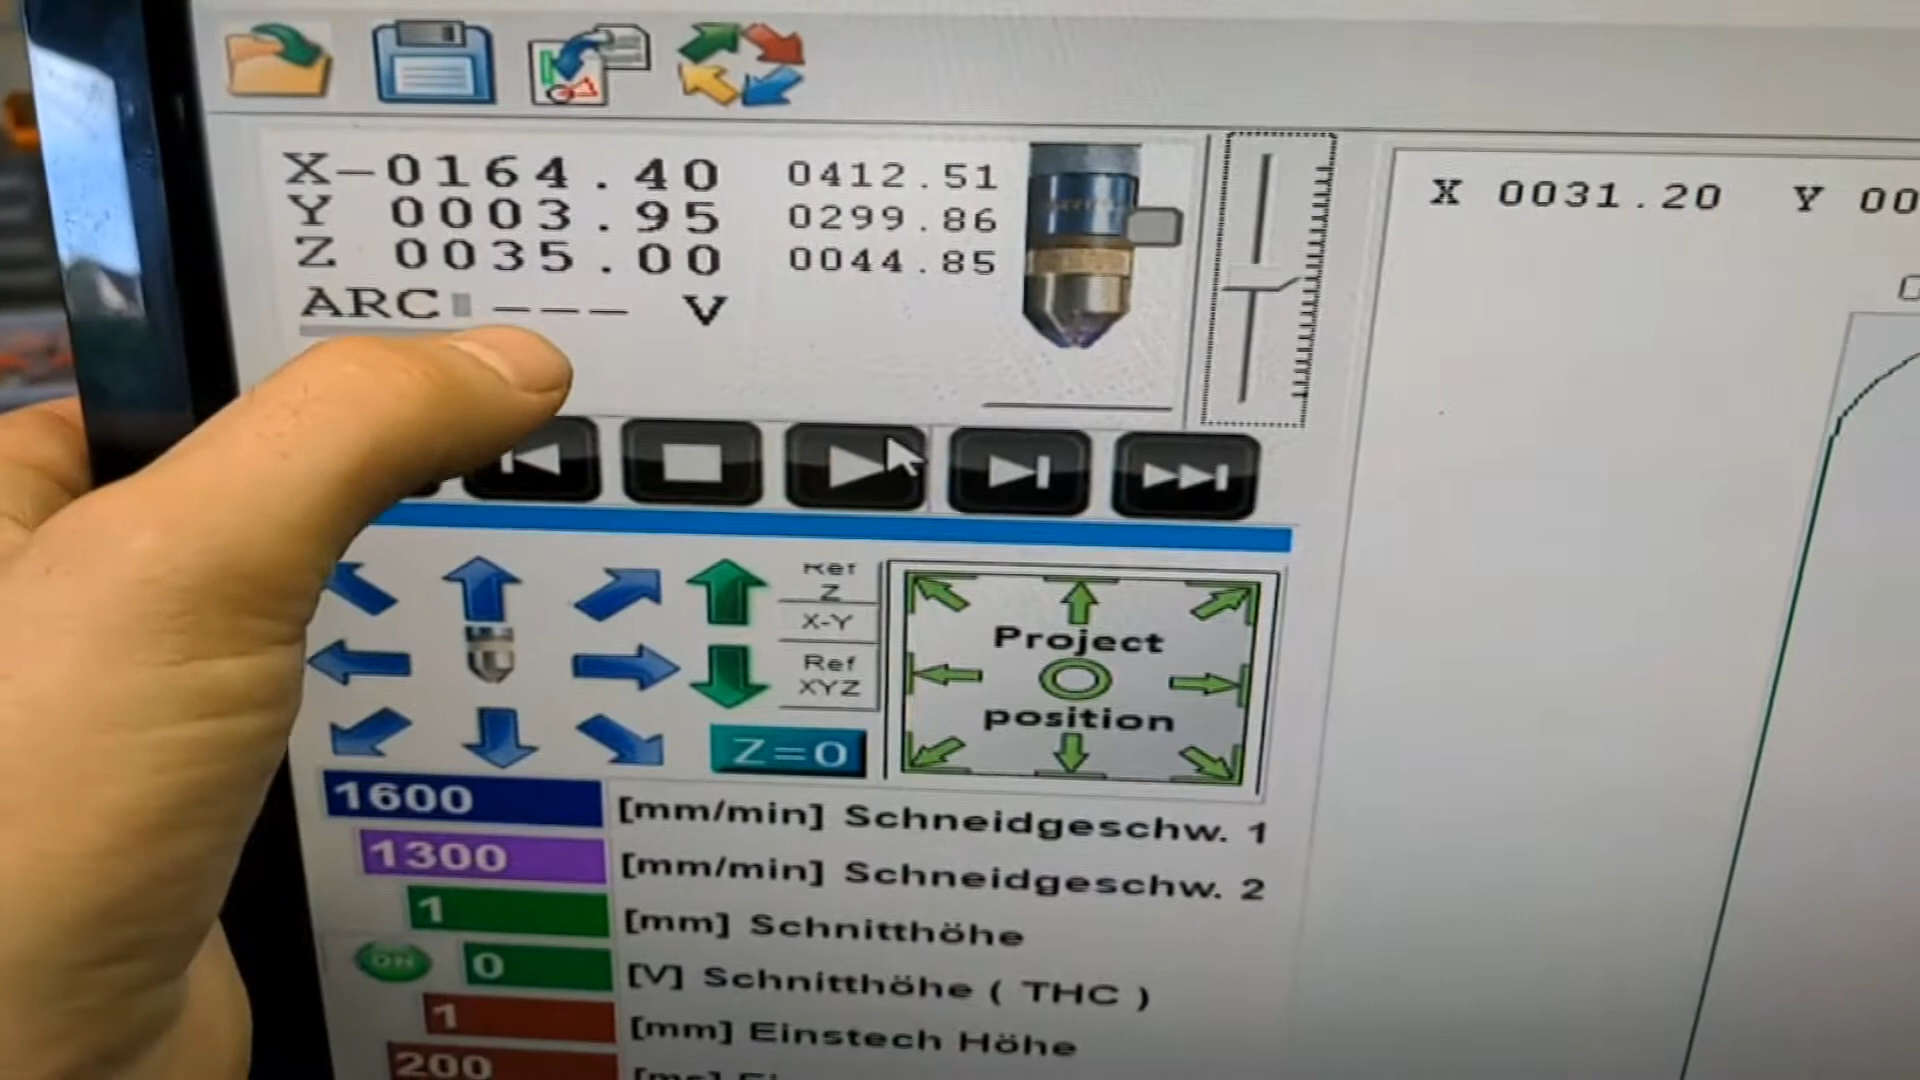 X-0164.40 0412.51
Y 0003.95 0299.86
Z 0035.00 0044.85
ARC --- V
X 0031.20 Y 00
Ref
Z
X-Y
Ref
XYZ
Z=0
Project
position
1600 [mm/min] Schneidgeschw. 1
1300 [mm/min] Schneidgeschw. 2
1 [mm] Schnitthöhe
ON 0 [V] Schnitthöhe ( THC )
1 [mm] Einstech Höhe
200